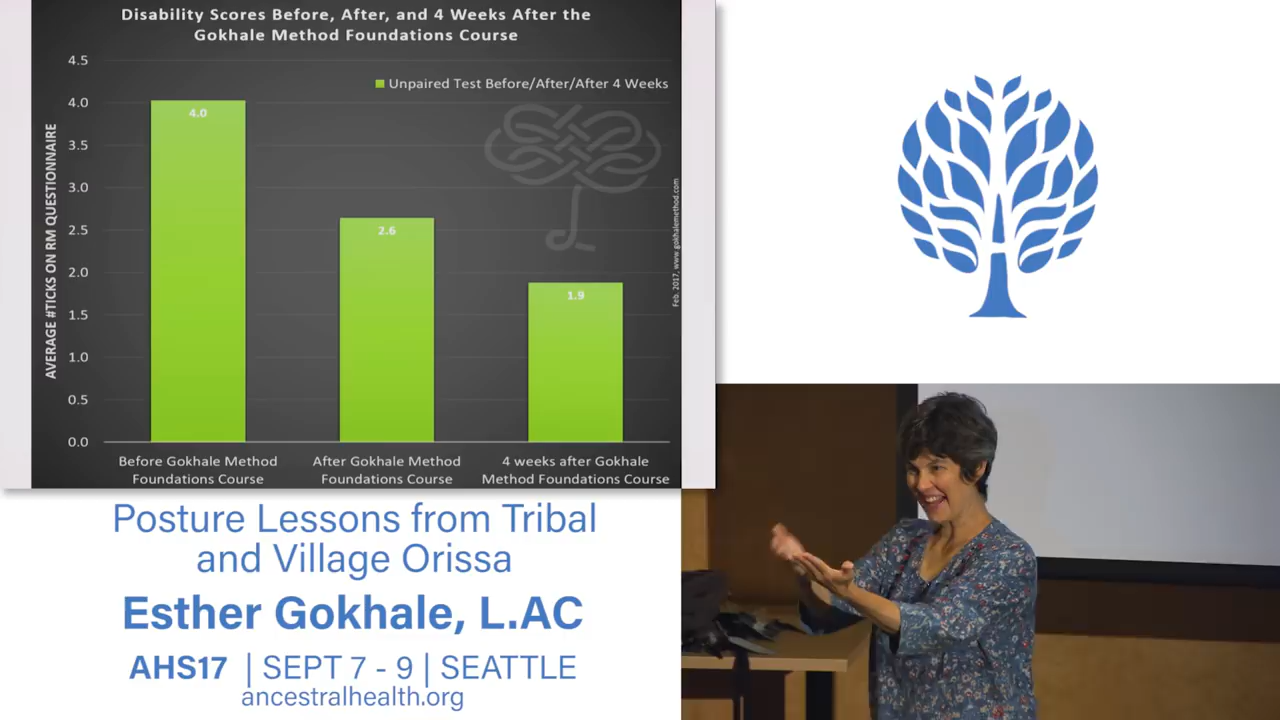 Disability Scores Before, After, and 4 Weeks After the
Gokhale Method Foundations Course
Unpaired Test Before/After/After 4 Weeks
AVERAGE #TICKS ON RM QUESTIONNAIRE
4.5
4.0
3.5
3.0
2.5
2.0
1.5
1.0
0.5
0.0
4.0
2.6
1.9
Before Gokhale Method
Foundations Course
After Gokhale Method
Foundations Course
4 weeks after Gokhale
Method Foundations Course
Feb. 2017, www.gokhalemethod.com
Posture Lessons from Tribal
and Village Orissa
Esther Gokhale, L.AC
AHS17 | SEPT 7 - 9 | SEATTLE
ancestralhealth.org